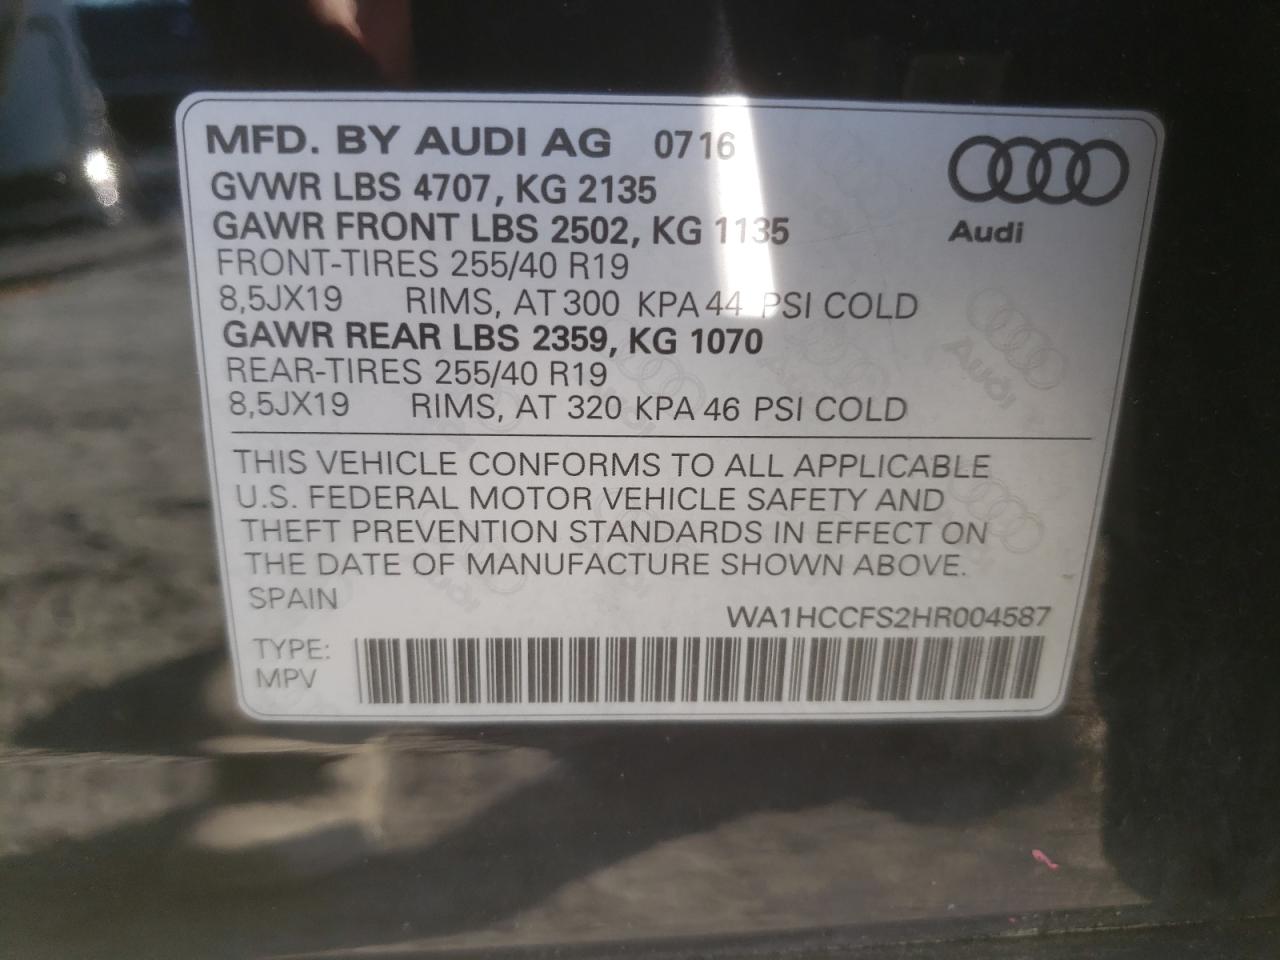 MFD. BY AUDI AG 0716
GVWR LBS 4707, KG 2135
GAWR FRONT LBS 2502, KG 1135
FRONT-TIRES 255/40 R19
8,5JX19 RIMS, AT 300 KPA 44 PSI COLD
GAWR REAR LBS 2359, KG 1070
REAR-TIRES 255/40 R19
8,5JX19 RIMS, AT 320 KPA 46 PSI COLD
Audi
THIS VEHICLE CONFORMS TO ALL APPLICABLE
U.S. FEDERAL MOTOR VEHICLE SAFETY AND
THEFT PREVENTION STANDARDS IN EFFECT ON
THE DATE OF MANUFACTURE SHOWN ABOVE.
SPAIN
WA1HCCFS2HR004587
TYPE:
MPV
Audi
Audi